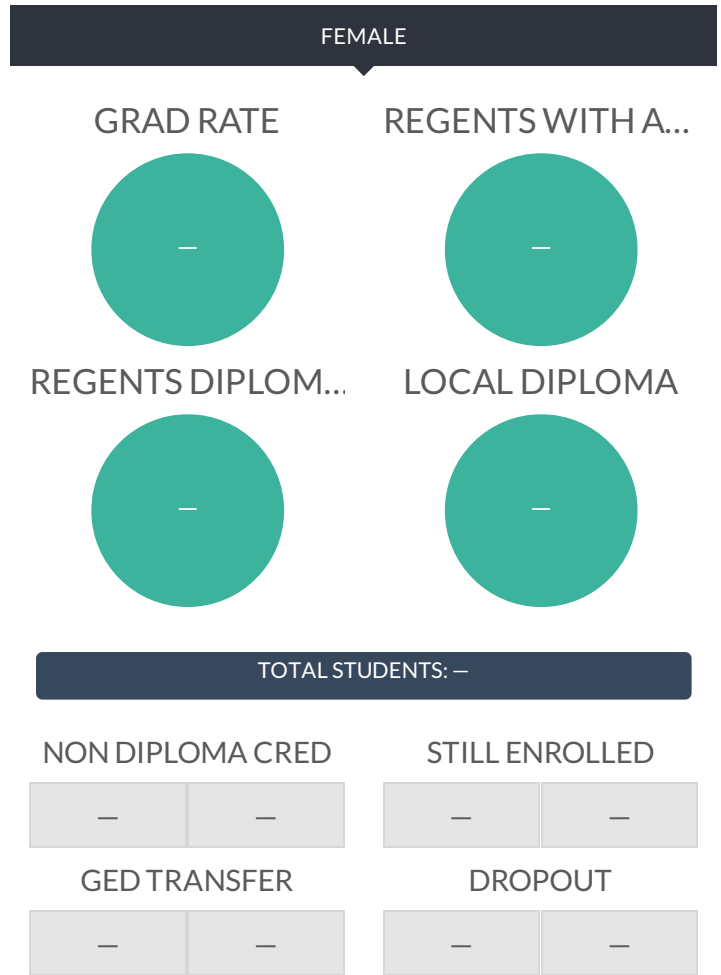 FEMALE
GRAD RATE
REGENTS WITH A...
—
—
REGENTS DIPLOM...
LOCAL DIPLOMA
—
—
TOTAL STUDENTS: —
NON DIPLOMA CRED
STILL ENROLLED
— —
— —
GED TRANSFER
DROPOUT
— —
— —